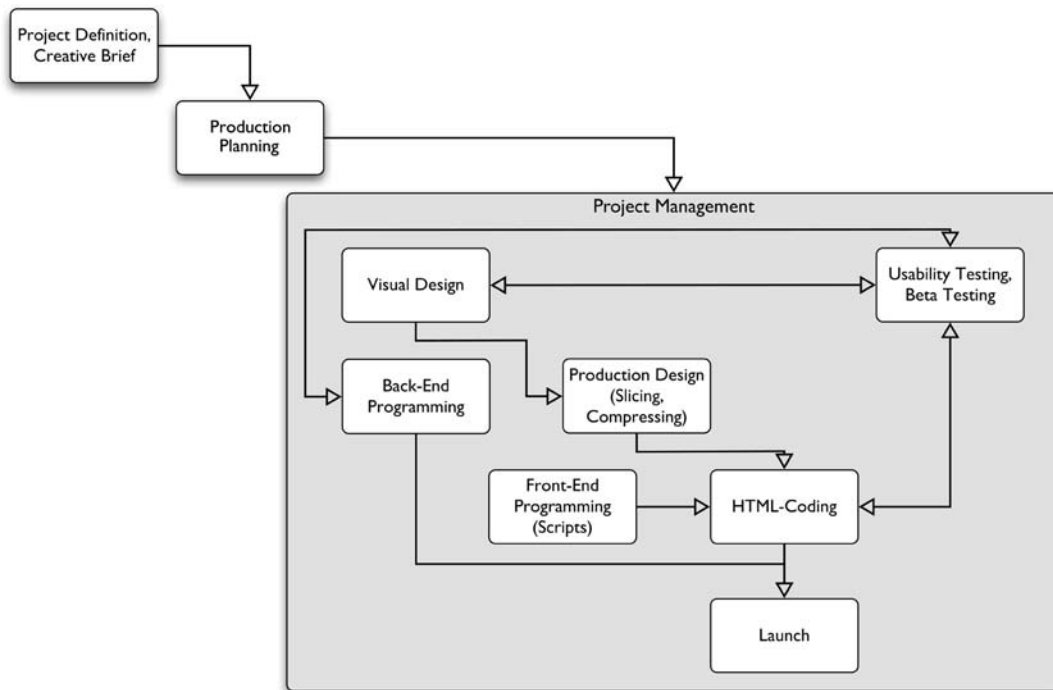 Project Definition,
Creative Brief
Production
Planning
Project Management
Visual Design
Usability Testing,
Beta Testing
Back-End
Programming
Production Design
(Slicing,
Compressing)
Front-End
Programming
(Scripts)
HTML-Coding
Launch